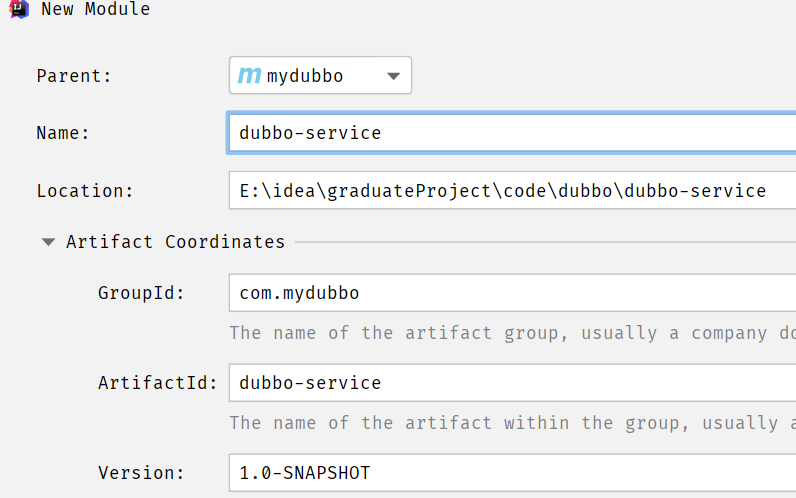 New Module
Parent: mydubbo
Name: dubbo-service
Location: E:\idea\graduateProject\code\dubbo\dubbo-service
Artifact Coordinates
GroupId: com.mydubbo
The name of the artifact group, usually a company do
ArtifactId: dubbo-service
The name of the artifact within the group, usually a
Version: 1.0-SNAPSHOT